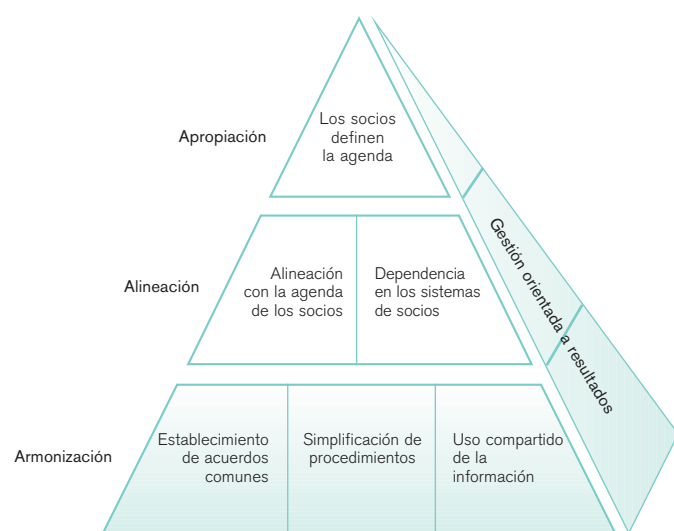 Apropiación
Los socios
definen
la agenda
Alineación
Alineación
con la agenda
de los socios
Dependencia
en los sistemas
de socios
Gestión orientada a resultados
Armonización
Establecimiento
de acuerdos
comunes
Simplificación de
procedimientos
Uso compartido
de la
información